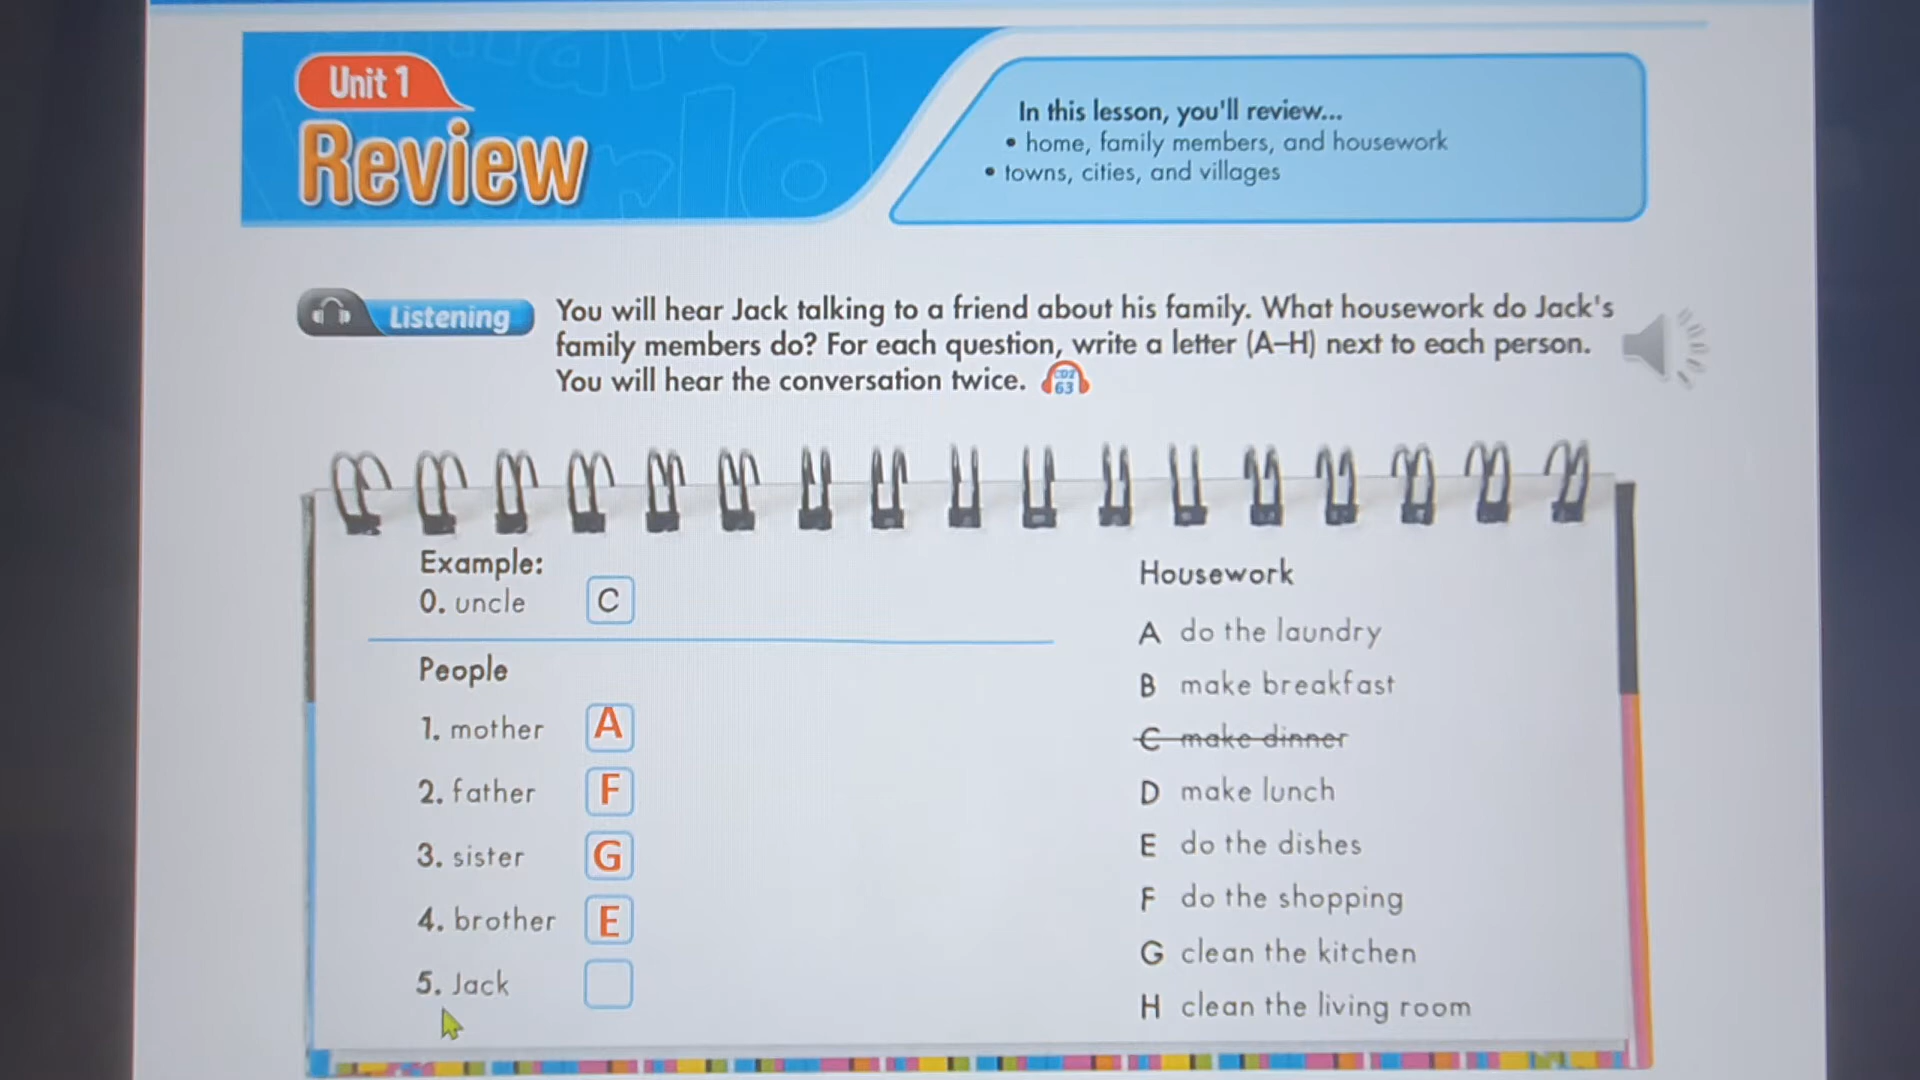 Unit 1
Review
In this lesson, you'll review...
• home, family members, and housework
• towns, cities, and villages
Listening
You will hear Jack talking to a friend about his family. What housework do Jack's
family members do? For each question, write a letter (A–H) next to each person.
You will hear the conversation twice.
CD2
63
Example:
0. uncle C
People
1. mother A
2. father F
3. sister G
4. brother E
5. Jack
Housework
A do the laundry
B make breakfast
C make dinner
D make lunch
E do the dishes
F do the shopping
G clean the kitchen
H clean the living room